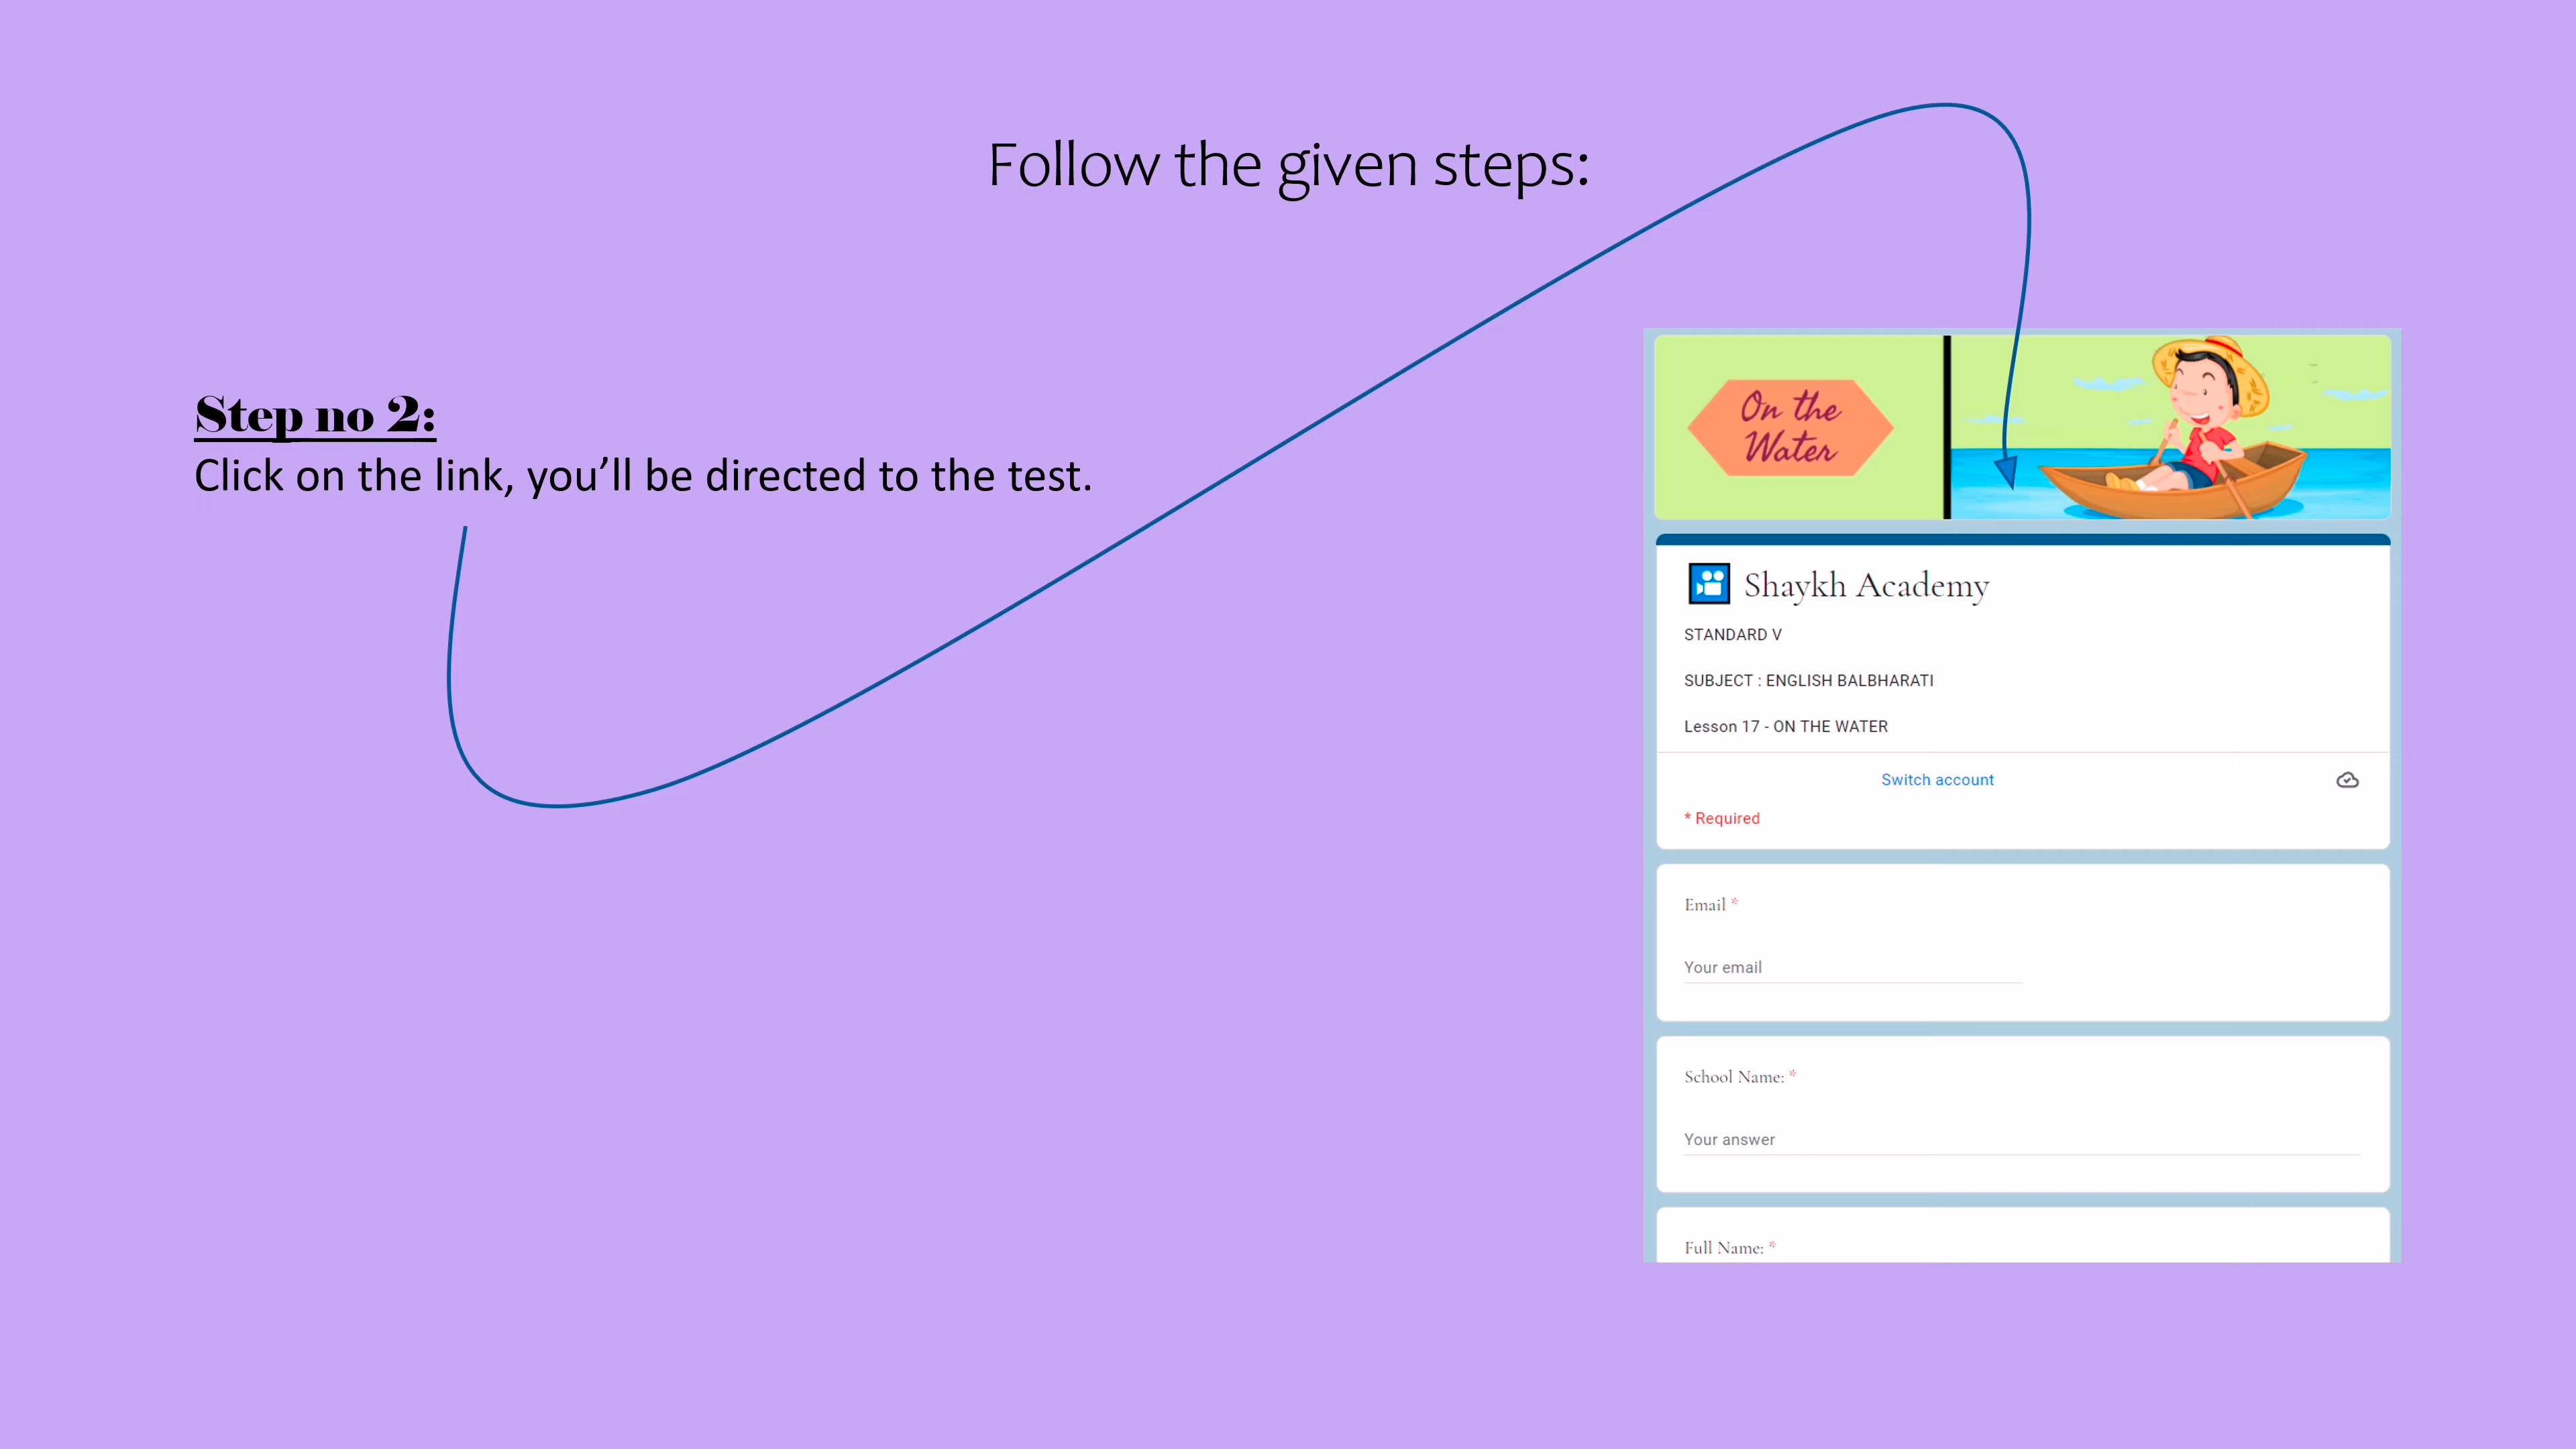 Follow the given steps:
Step no 2:
Click on the link, you’ll be directed to the test.
On the
Water
Shaykh Academy
STANDARD V
SUBJECT : ENGLISH BALBHARATI
Lesson 17 - ON THE WATER
Switch account
* Required
Email *
Your email
School Name: *
Your answer
Full Name: *